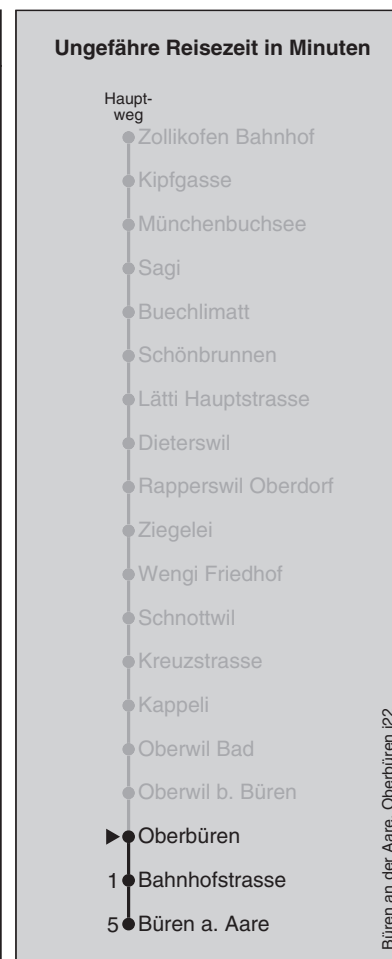 Ungefähre Reisezeit in Minuten
Haupt-
weg
Zollikofen Bahnhof
Kipfgasse
Münchenbuchsee
Sagi
Buechlimatt
Schönbrunnen
Lätti Hauptstrasse
Dieterswil
Rapperswil Oberdorf
Ziegelei
Wengi Friedhof
Schnottwil
Kreuzstrasse
Kappeli
Oberwil Bad
Oberwil b. Büren
Oberbüren
1 Bahnhofstrasse
5 Büren a. Aare
Büren an der Aare, Oberbüren j22